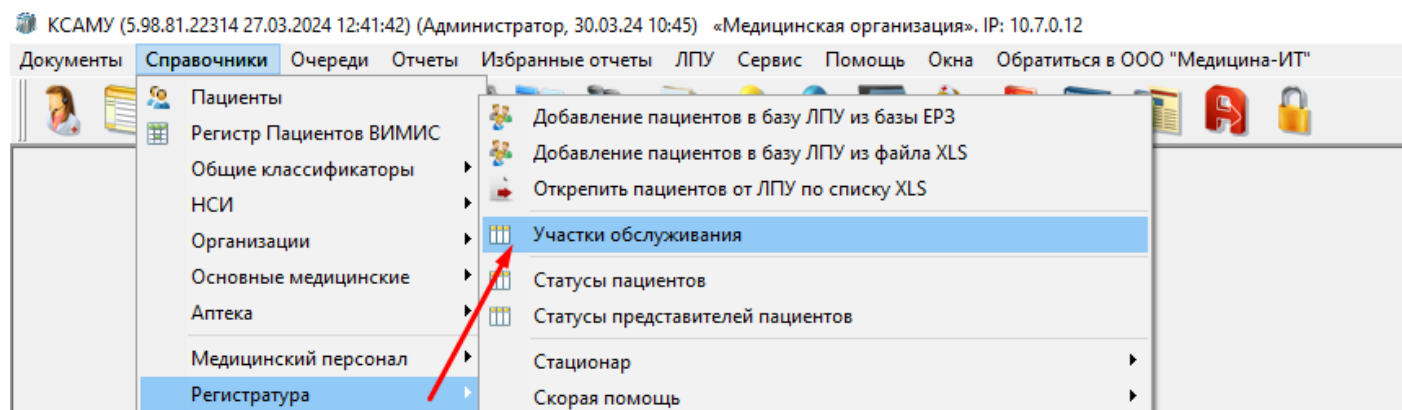 КСАМУ (5.98.81.22314 27.03.2024 12:41:42) (Администратор, 30.03.24 10:45) «Медицинская организация». IP: 10.7.0.12
Документы Справочники Очереди Отчеты Избранные отчеты ЛПУ Сервис Помощь Окна Обратиться в ООО "Медицина-ИТ"
Пациенты
Регистр Пациентов ВИМИС
Общие классификаторы
НСИ
Организации
Основные медицинские
Аптека
Медицинский персонал
Регистратура
Добавление пациентов в базу ЛПУ из базы ЕРЗ
Добавление пациентов в базу ЛПУ из файла XLS
Открепить пациентов от ЛПУ по списку XLS
Участки обслуживания
Статусы пациентов
Статусы представителей пациентов
Стационар
Скорая помощь